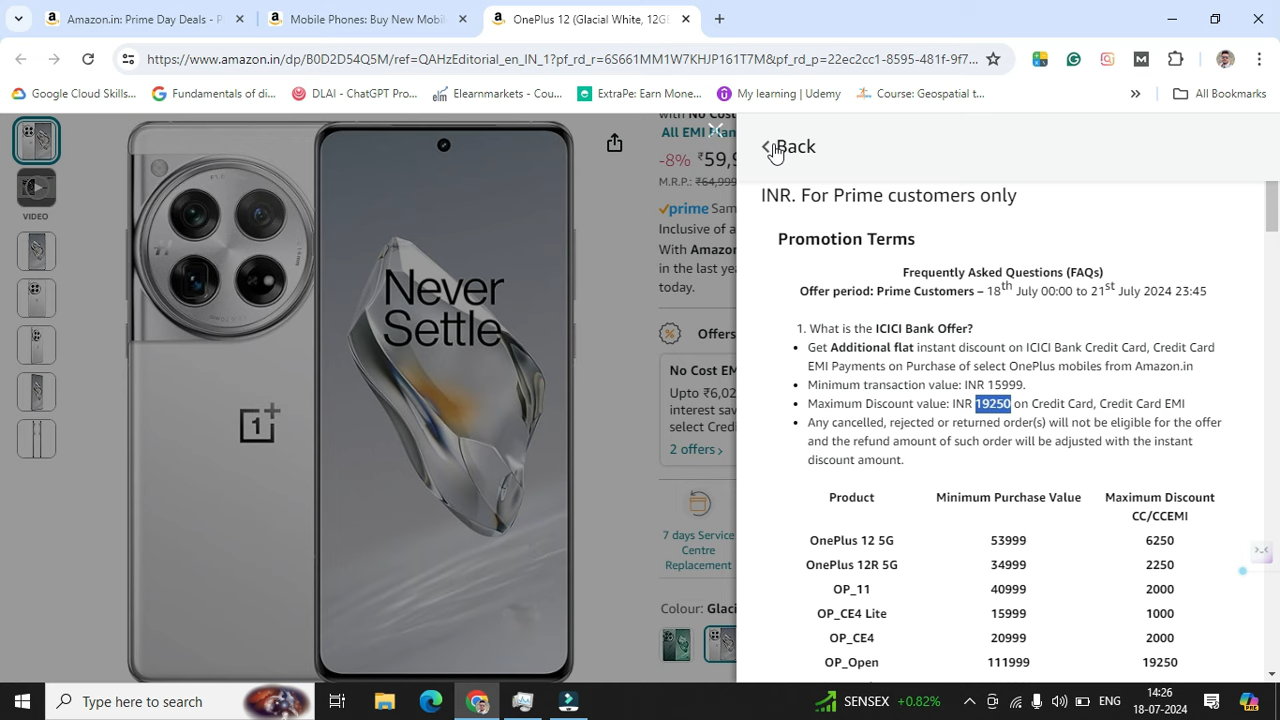 Amazon.in: Prime Day Deals - P
Mobile Phones: Buy New Mobil
OnePlus 12 (Glacial White, 12GB
https://www.amazon.in/dp/B0D2D54Q5M/ref=QAHzEditorial_en_IN_1?pf_rd_r=6S661MM1W7KHJP161T7M&pf_rd_p=22ec2cc1-8595-481f-9f7...
Google Cloud Skills...
Fundamentals of di...
DLAI - ChatGPT Pro...
Elearnmarkets - Cou...
ExtraPe: Earn Mone...
My learning | Udemy
Course: Geospatial t...
All Bookmarks
VIDEO
Never
Settle
with No Cost
All EMI Plan
-8% ₹59,9
M.R.P.: ₹64,999
prime Sam
Inclusive of a
With Amazon
in the last yea
today.
Offers
No Cost EM
Upto ₹6,02
interest sav
select Credi
2 offers
7 days Service
Centre
Replacement
Colour: Glaci
Back
INR. For Prime customers only
Promotion Terms
Frequently Asked Questions (FAQs)
Offer period: Prime Customers – 18th July 00:00 to 21st July 2024 23:45
1. What is the ICICI Bank Offer?
• Get Additional flat instant discount on ICICI Bank Credit Card, Credit Card
EMI Payments on Purchase of select OnePlus mobiles from Amazon.in
• Minimum transaction value: INR 15999.
• Maximum Discount value: INR 19250 on Credit Card, Credit Card EMI
• Any cancelled, rejected or returned order(s) will not be eligible for the offer
and the refund amount of such order will be adjusted with the instant
discount amount.
Product Minimum Purchase Value Maximum Discount
CC/CCEMI
OnePlus 12 5G 53999 6250
OnePlus 12R 5G 34999 2250
OP_11 40999 2000
OP_CE4 Lite 15999 1000
OP_CE4 20999 2000
OP_Open 111999 19250
Type here to search
SENSEX +0.82%
ENG
14:26
18-07-2024